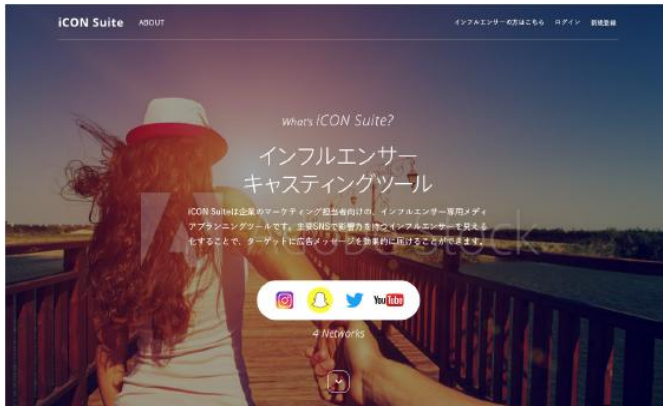 iCON Suite
ABOUT
インフルエンサーの方はこちら
ログイン
新規登録
What's iCON Suite?
インフルエンサー
キャスティングツール
iCON Suiteは企業のマーケティング担当者向けの、インフルエンサー専用メディ
アプランニングツールです。主要SNSで影響力を持つインフルエンサーを見える
化することで、ターゲットに広告メッセージを効果的に届けることができます。
You Tube
4 Networks